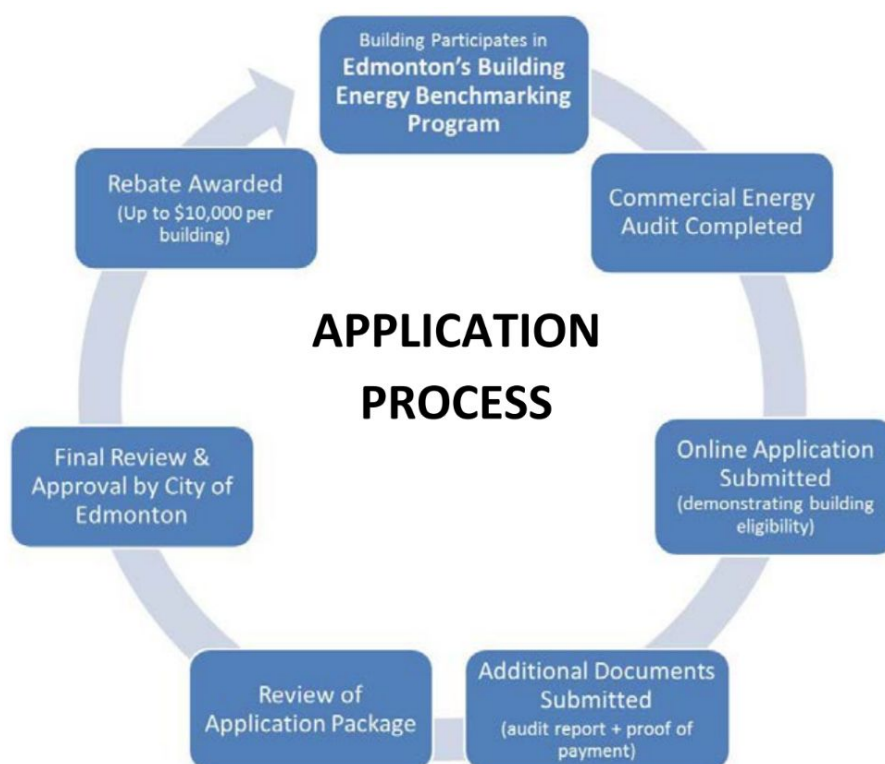 Building Participates in
Edmonton's Building
Energy Benchmarking
Program
Commercial Energy
Audit Completed
Online Application
Submitted
(demonstrating building
eligibility)
Additional Documents
Submitted
(audit report + proof of
payment)
Review of
Application Package
Final Review &
Approval by City of
Edmonton
Rebate Awarded
(Up to $10,000 per
building)
APPLICATION
PROCESS